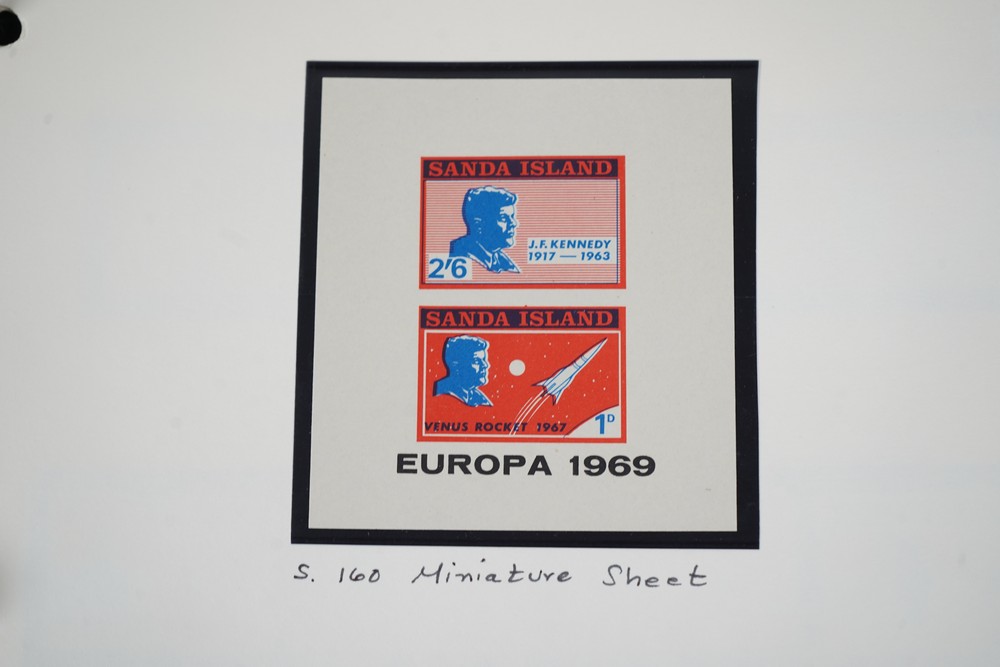 SANDA ISLAND
J.F. KENNEDY
1917 — 1963
2'6
SANDA ISLAND
VENUS ROCKET 1967
1D
EUROPA 1969
S. 160 Miniature Sheet